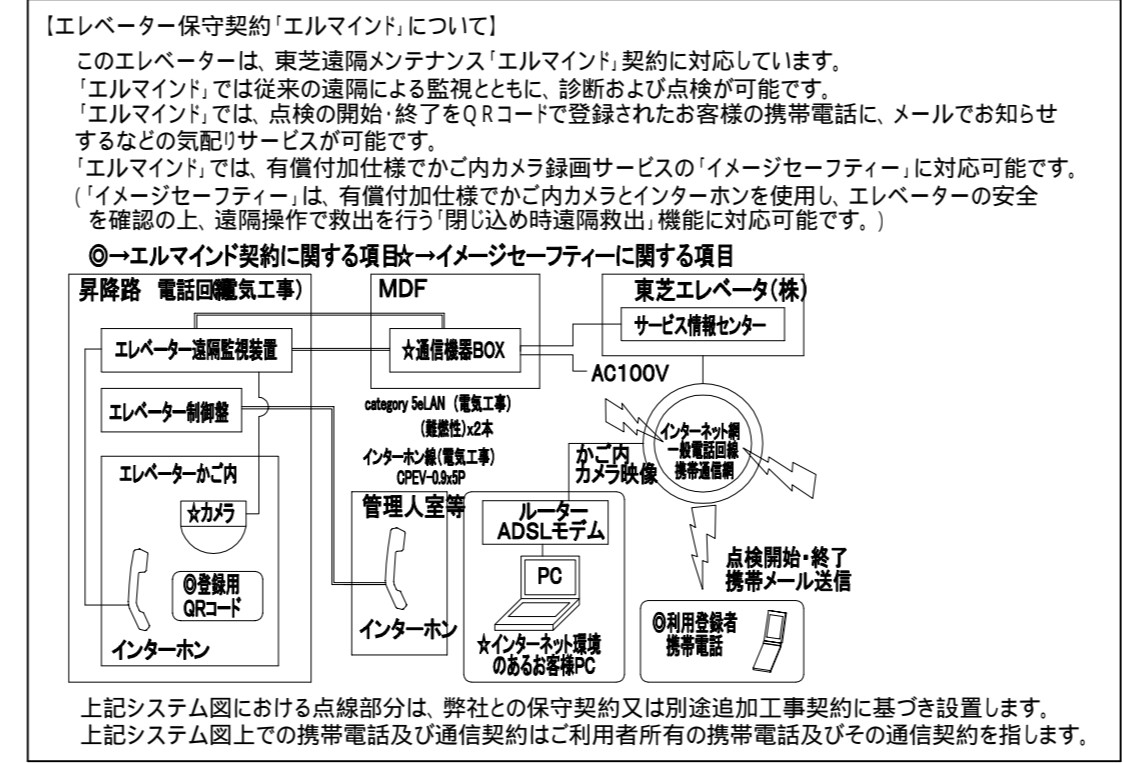 【エレベーター保守契約「エルマインド」について】
このエレベーターは、東芝遠隔メンテナンス「エルマインド」契約に対応しています。
「エルマインド」では従来の遠隔による監視とともに、診断および点検が可能です。
「エルマインド」では、点検の開始・終了をQRコードで登録されたお客様の携帯電話に、メールでお知らせ
するなどの気配りサービスが可能です。
「エルマインド」では、有償付加仕様でかご内カメラ録画サービスの「イメージセーフティー」に対応可能です。
(「イメージセーフティー」は、有償付加仕様でかご内カメラとインターホンを使用し、エレベーターの安全
を確認の上、遠隔操作で救出を行う「閉じ込め時遠隔救出」機能に対応可能です。)
◎→エルマインド契約に関する項目☆→イメージセーフティーに関する項目
昇降路 電話回線(電気工事)
MDF
東芝エレベータ(株)
サービス情報センター
エレベーター遠隔監視装置
☆通信機器BOX
AC100V
エレベーター制御盤
category 5eLAN (電気工事)
(難燃性)x2本
インターホン線(電気工事)
CPEV-0.9x5P
インターネット網
一般電話回線
携帯通信網
かご内
カメラ映像
エレベーターかご内
☆カメラ
管理人室等
ルーター
ADSLモデム
PC
点検開始・終了
携帯メール送信
◎登録用
QRコード
インターホン
インターホン
☆インターネット環境
のあるお客様PC
◎利用登録者
携帯電話
上記システム図における点線部分は、弊社との保守契約又は別途追加工事契約に基づき設置します。
上記システム図上での携帯電話及び通信契約はご利用者所有の携帯電話及びその通信契約を指します。